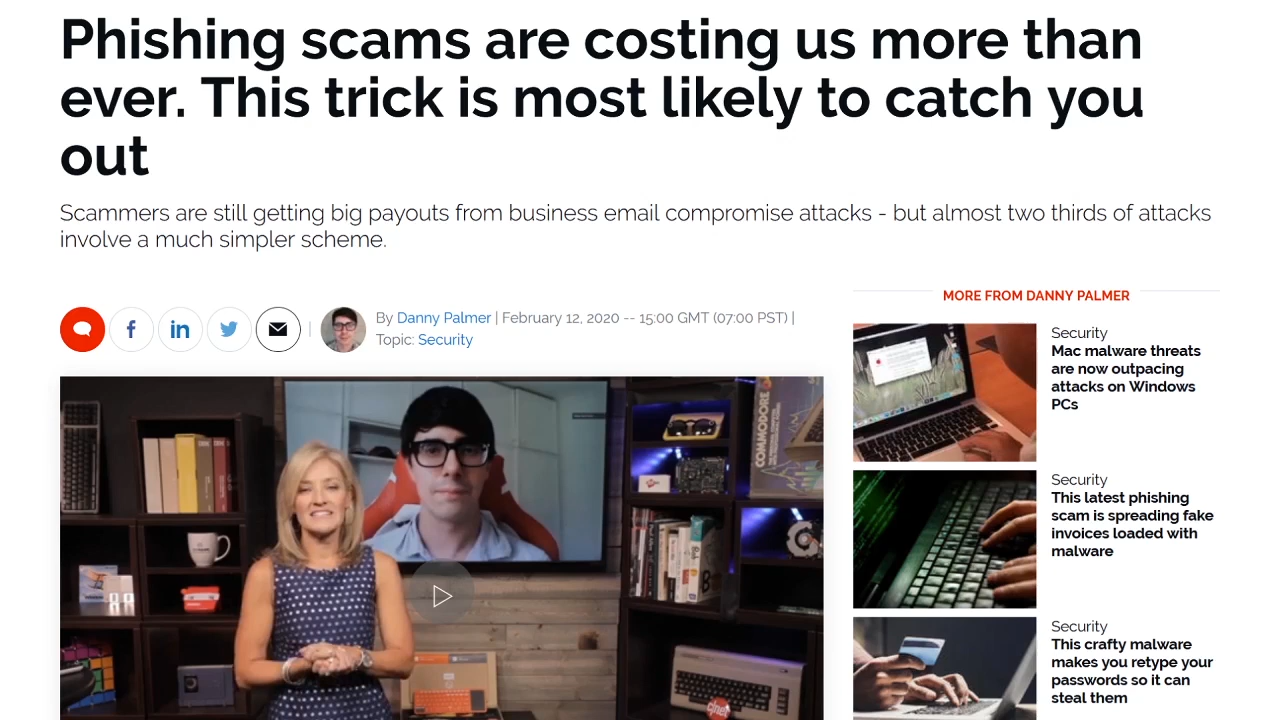 Phishing scams are costing us more than
ever. This trick is most likely to catch you
out
Scammers are still getting big payouts from business email compromise attacks - but almost two thirds of attacks
involve a much simpler scheme.
By Danny Palmer | February 12, 2020 -- 15:00 GMT (07:00 PST) |
Topic: Security
MORE FROM DANNY PALMER
Security
Mac malware threats
are now outpacing
attacks on Windows
PCs
Security
This latest phishing
scam is spreading fake
invoices loaded with
malware
Security
This crafty malware
makes you retype your
passwords so it can
steal them
COMMODORE
c|net